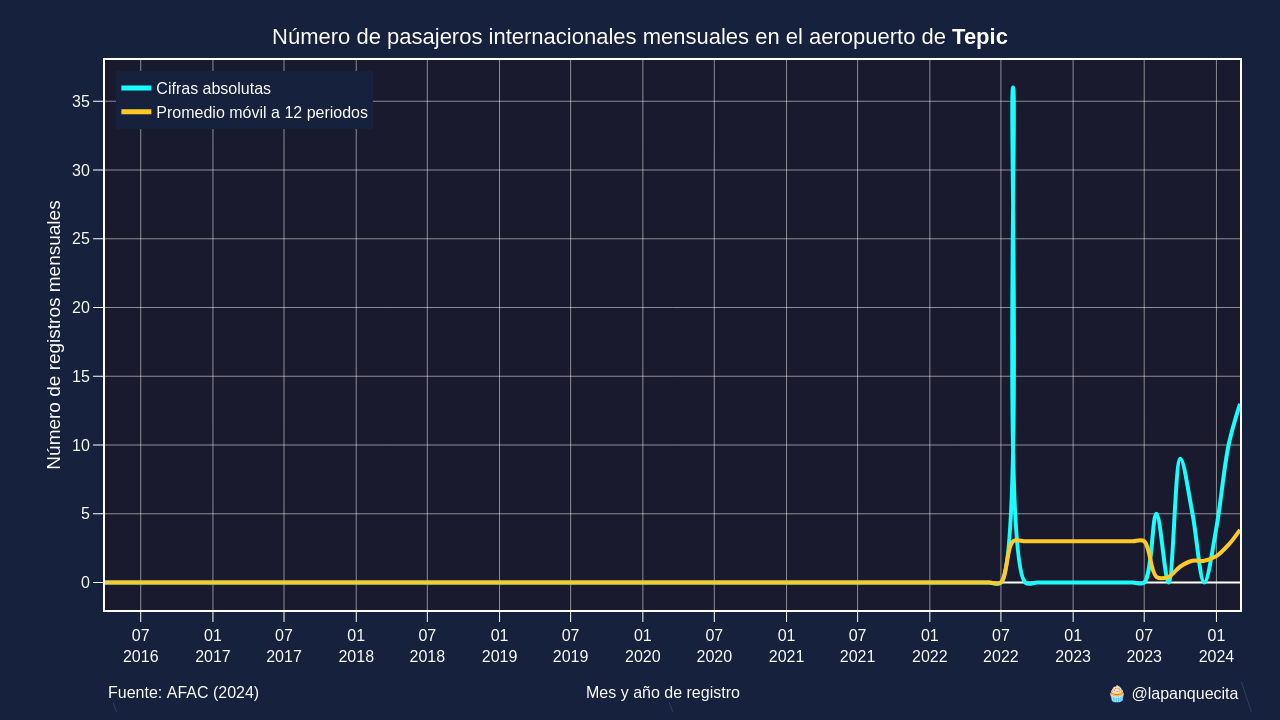 Número de pasajeros internacionales mensuales en el aeropuerto de Tepic
Cifras absolutas
Promedio móvil a 12 periodos
Número de registros mensuales
35
30
25
20
15
10
5
0
07 01 07 01 07 01 07 01 07 01 07 01 07 01 07 01
2016 2017 2017 2018 2018 2019 2019 2020 2020 2021 2021 2022 2022 2023 2023 2024
Fuente: AFAC (2024) Mes y año de registro 🧁 @lapanquecita